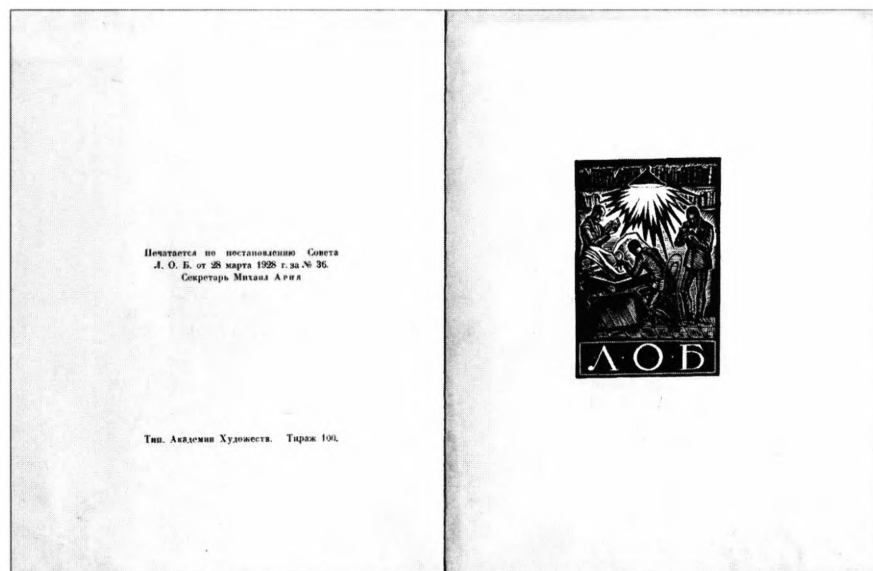 Печатается по постановлению Совета
Л. О. Б. от 28 марта 1928 г. за № 36.
Секретарь Михаил Ария
Тип. Академии Художеств. Тираж 100.
Л·О·Б